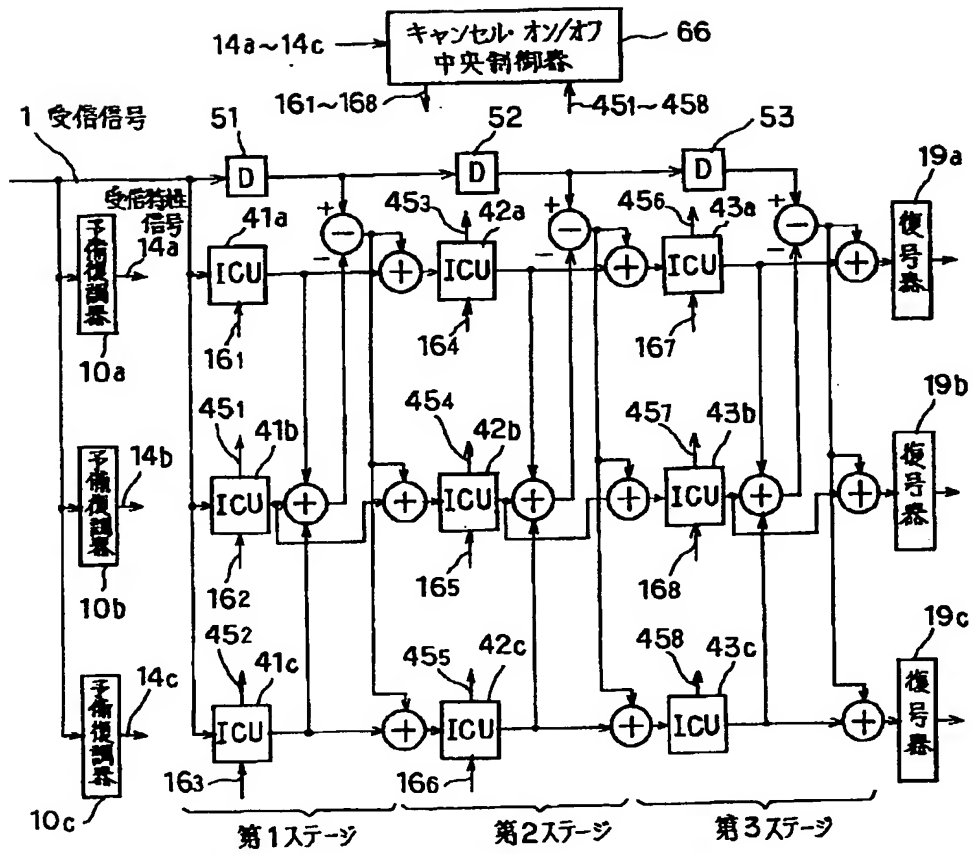 14a~14c
キャンセル・オン/オフ
中央制御器
66
161~168
451~458
1 受信信号
51
D
52
D
53
D
19a
復号器
受信特性
信号
14a
予備復調器
10a
41a
ICU
161
+
−
−
+
453
42a
ICU
164
+
−
−
+
456
43a
ICU
167
+
−
−
+
451
41b
ICU
162
+
+
454
42b
ICU
165
+
+
457
43b
ICU
168
+
+
19b
復号器
14b
予備復調器
10b
452
41c
ICU
163
+
455
42c
ICU
166
+
458
43c
ICU
+
19c
復号器
14c
予備復調器
10c
第1ステージ
第2ステージ
第3ステージ